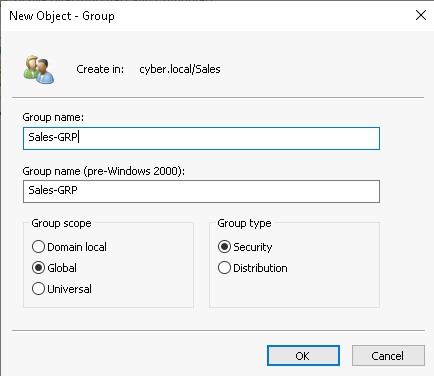 New Object - Group
Create in: cyber.local/Sales
Group name:
Sales-GRP
Group name (pre-Windows 2000):
Sales-GRP
Group scope
Domain local
Global
Universal
Group type
Security
Distribution
OK
Cancel